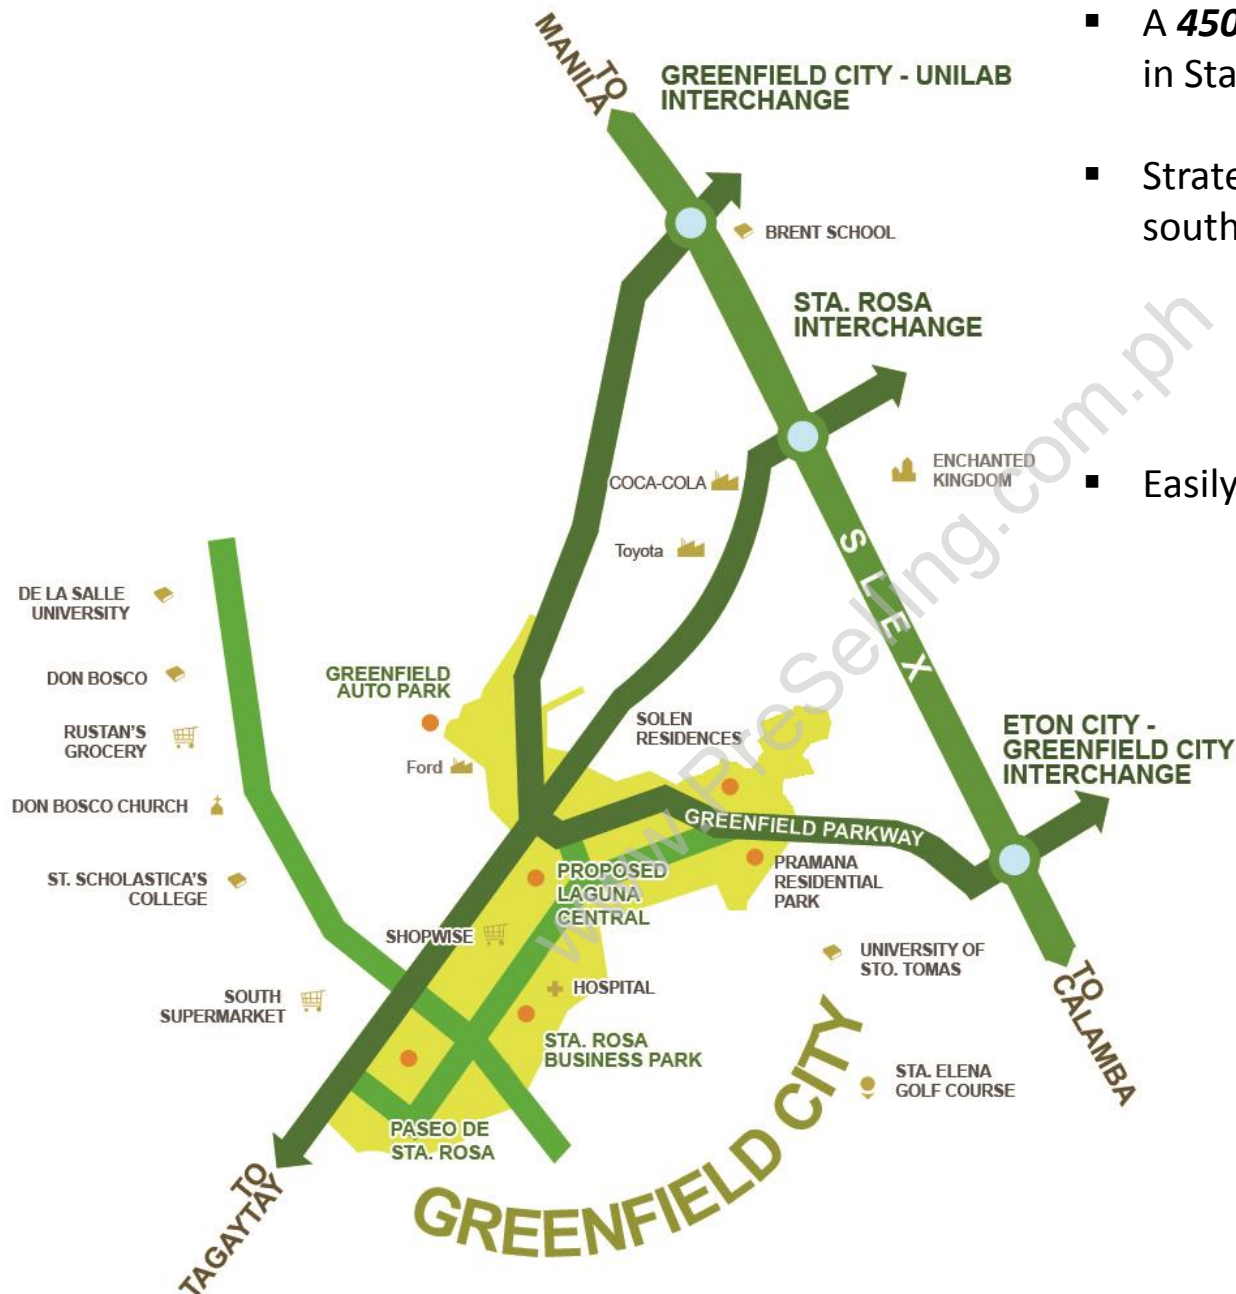 TO
MANILA
GREENFIELD CITY - UNILAB
INTERCHANGE
▪ A 450
in Sta
▪ Strate
south
BRENT SCHOOL
STA. ROSA
INTERCHANGE
ENCHANTED
KINGDOM
▪ Easily
COCA-COLA
Toyota
SLEX
DE LA SALLE
UNIVERSITY
DON BOSCO
RUSTAN'S
GROCERY
DON BOSCO CHURCH
ST. SCHOLASTICA'S
COLLEGE
GREENFIELD
AUTO PARK
Ford
SOLEN
RESIDENCES
ETON CITY -
GREENFIELD CITY
INTERCHANGE
GREENFIELD PARKWAY
PROPOSED
LAGUNA
CENTRAL
PRAMANA
RESIDENTIAL
PARK
SHOPWISE
UNIVERSITY OF
STO. TOMAS
HOSPITAL
SOUTH
SUPERMARKET
STA. ROSA
BUSINESS PARK
TO
CALAMBA
STA. ELENA
GOLF COURSE
PASEO DE
STA. ROSA
TO
TAGAYTAY
GREENFIELD CITY
www.PreSelling.com.ph